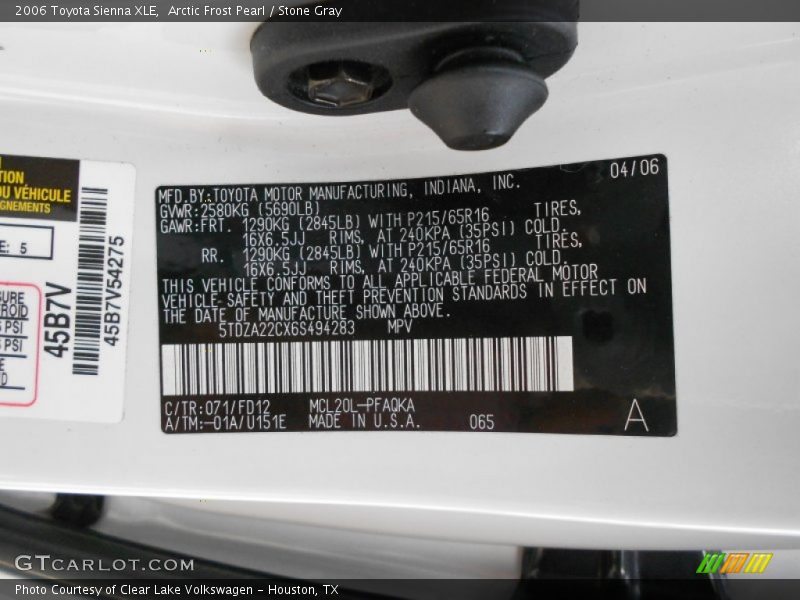 2006 Toyota Sienna XLE,  Arctic Frost Pearl / Stone Gray
TION
DU VÉHICULE
IGNEMENTS
E: 5
45B7V
45B7V54275
SURE
PSI
PSI
04/06
MFD.BY:TOYOTA MOTOR MANUFACTURING, INDIANA, INC.
GVWR:2580KG (5690LB)
GAWR:FRT. 1290KG (2845LB) WITH P215/65R16 TIRES,
16X6.5JJ RIMS, AT 240KPA (35PSI) COLD.
RR. 1290KG (2845LB) WITH P215/65R16 TIRES,
16X6.5JJ RIMS, AT 240KPA (35PSI) COLD.
THIS VEHICLE CONFORMS TO ALL APPLICABLE FEDERAL MOTOR
VEHICLE SAFETY AND THEFT PREVENTION STANDARDS IN EFFECT ON
THE DATE OF MANUFACTURE SHOWN ABOVE.
5TDZA22CX6S494283 MPV
C/TR:071/FD12 MCL20L-PFAQKA
A/TM:-01A/U151E MADE IN U.S.A. 065 A
GTCARLOT.COM
Photo Courtesy of Clear Lake Volkswagen - Houston, TX